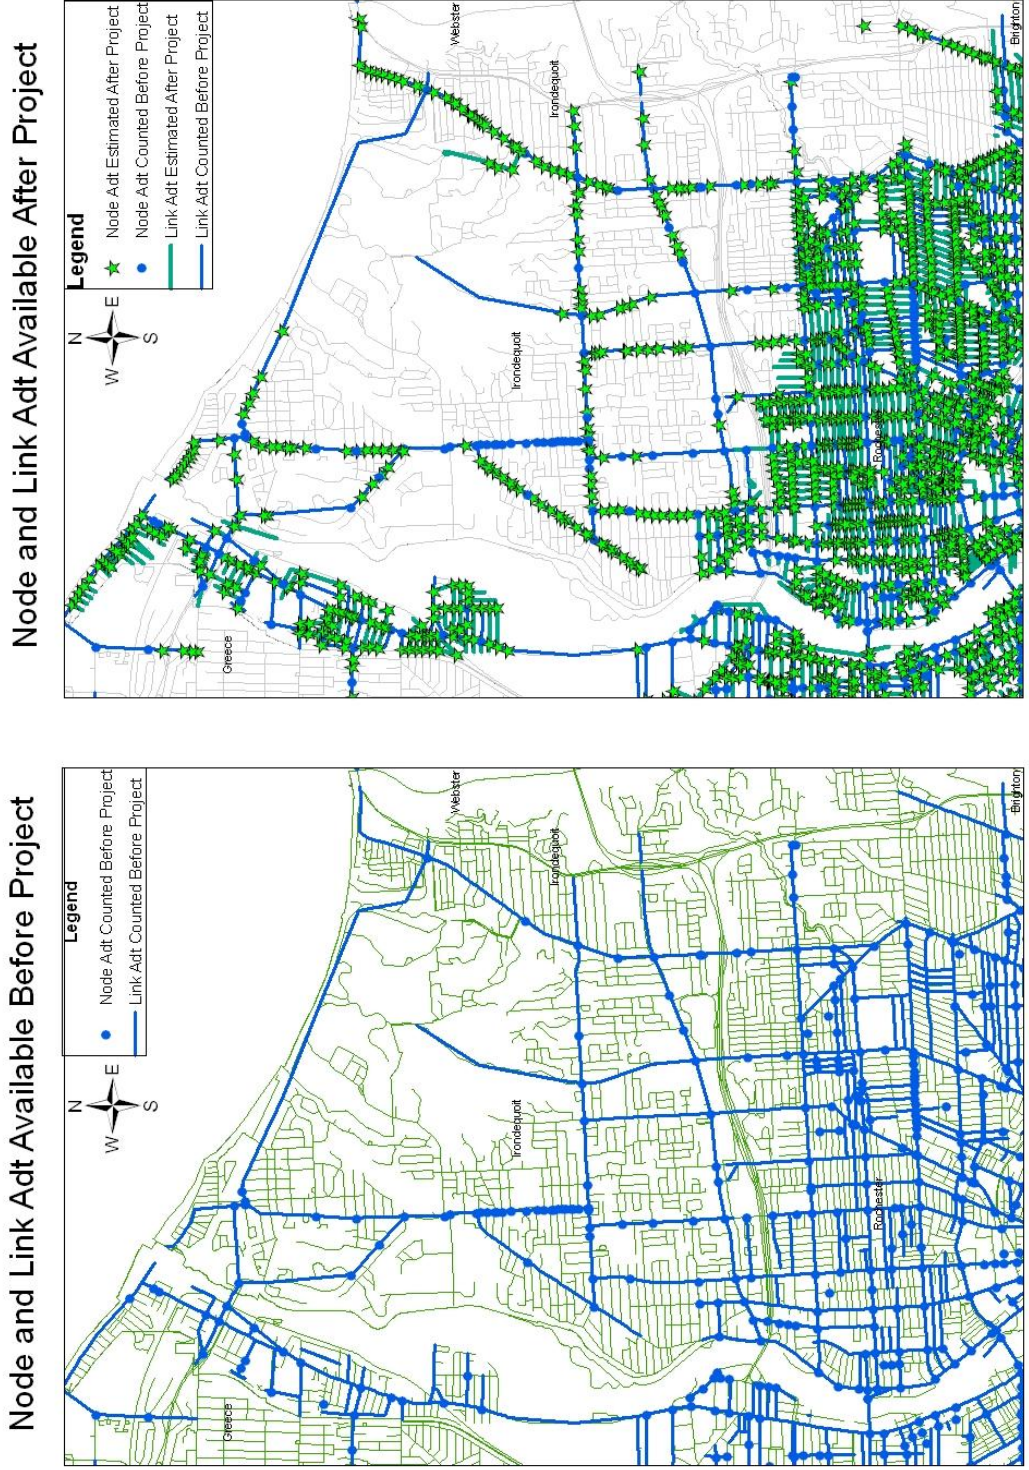 Node and Link Adt Available Before Project
Legend
Node Adt Counted Before Project
Link Adt Counted Before Project
N
W
E
S
Webster
Irondequoit
Irondequoit
Greece
Rochester
Brighton
Node and Link Adt Available After Project
Legend
Node Adt Estimated After Project
Node Adt Counted Before Project
Link Adt Estimated After Project
Link Adt Counted Before Project
N
W
E
S
Webster
Irondequoit
Irondequoit
Greece
Rochester
Brighton